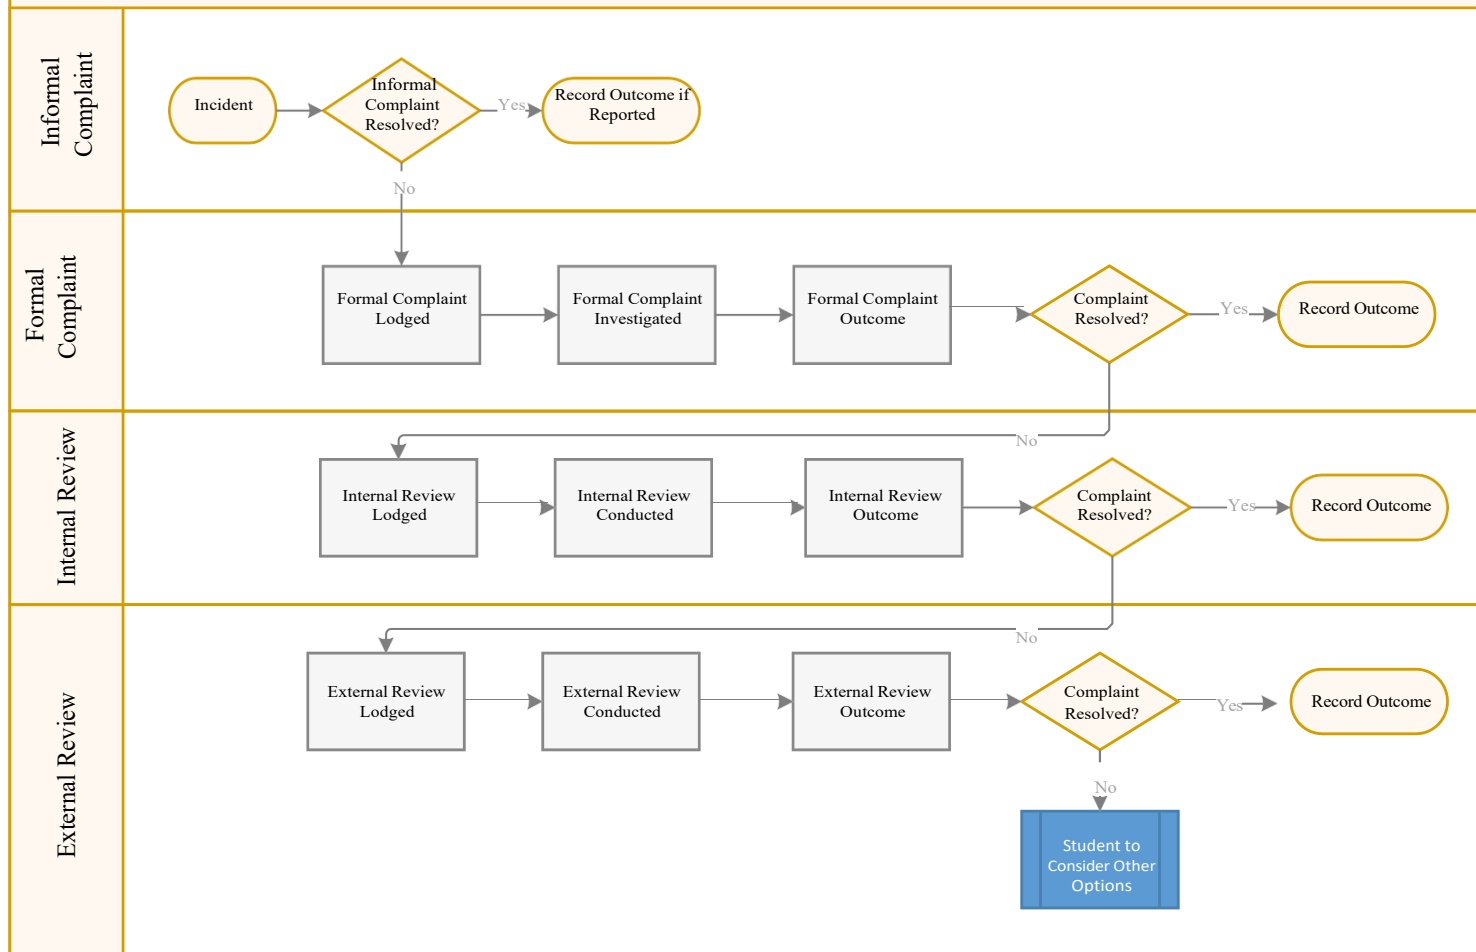 Informal
Complaint
Incident
Informal
Complaint
Resolved?
Yes
Record Outcome if
Reported
No
Formal
Complaint
Formal Complaint
Lodged
Formal Complaint
Investigated
Formal Complaint
Outcome
Complaint
Resolved?
Yes
Record Outcome
No
Internal Review
Internal Review
Lodged
Internal Review
Conducted
Internal Review
Outcome
Complaint
Resolved?
Yes
Record Outcome
No
External Review
External Review
Lodged
External Review
Conducted
External Review
Outcome
Complaint
Resolved?
Yes
Record Outcome
No
Student to
Consider Other
Options